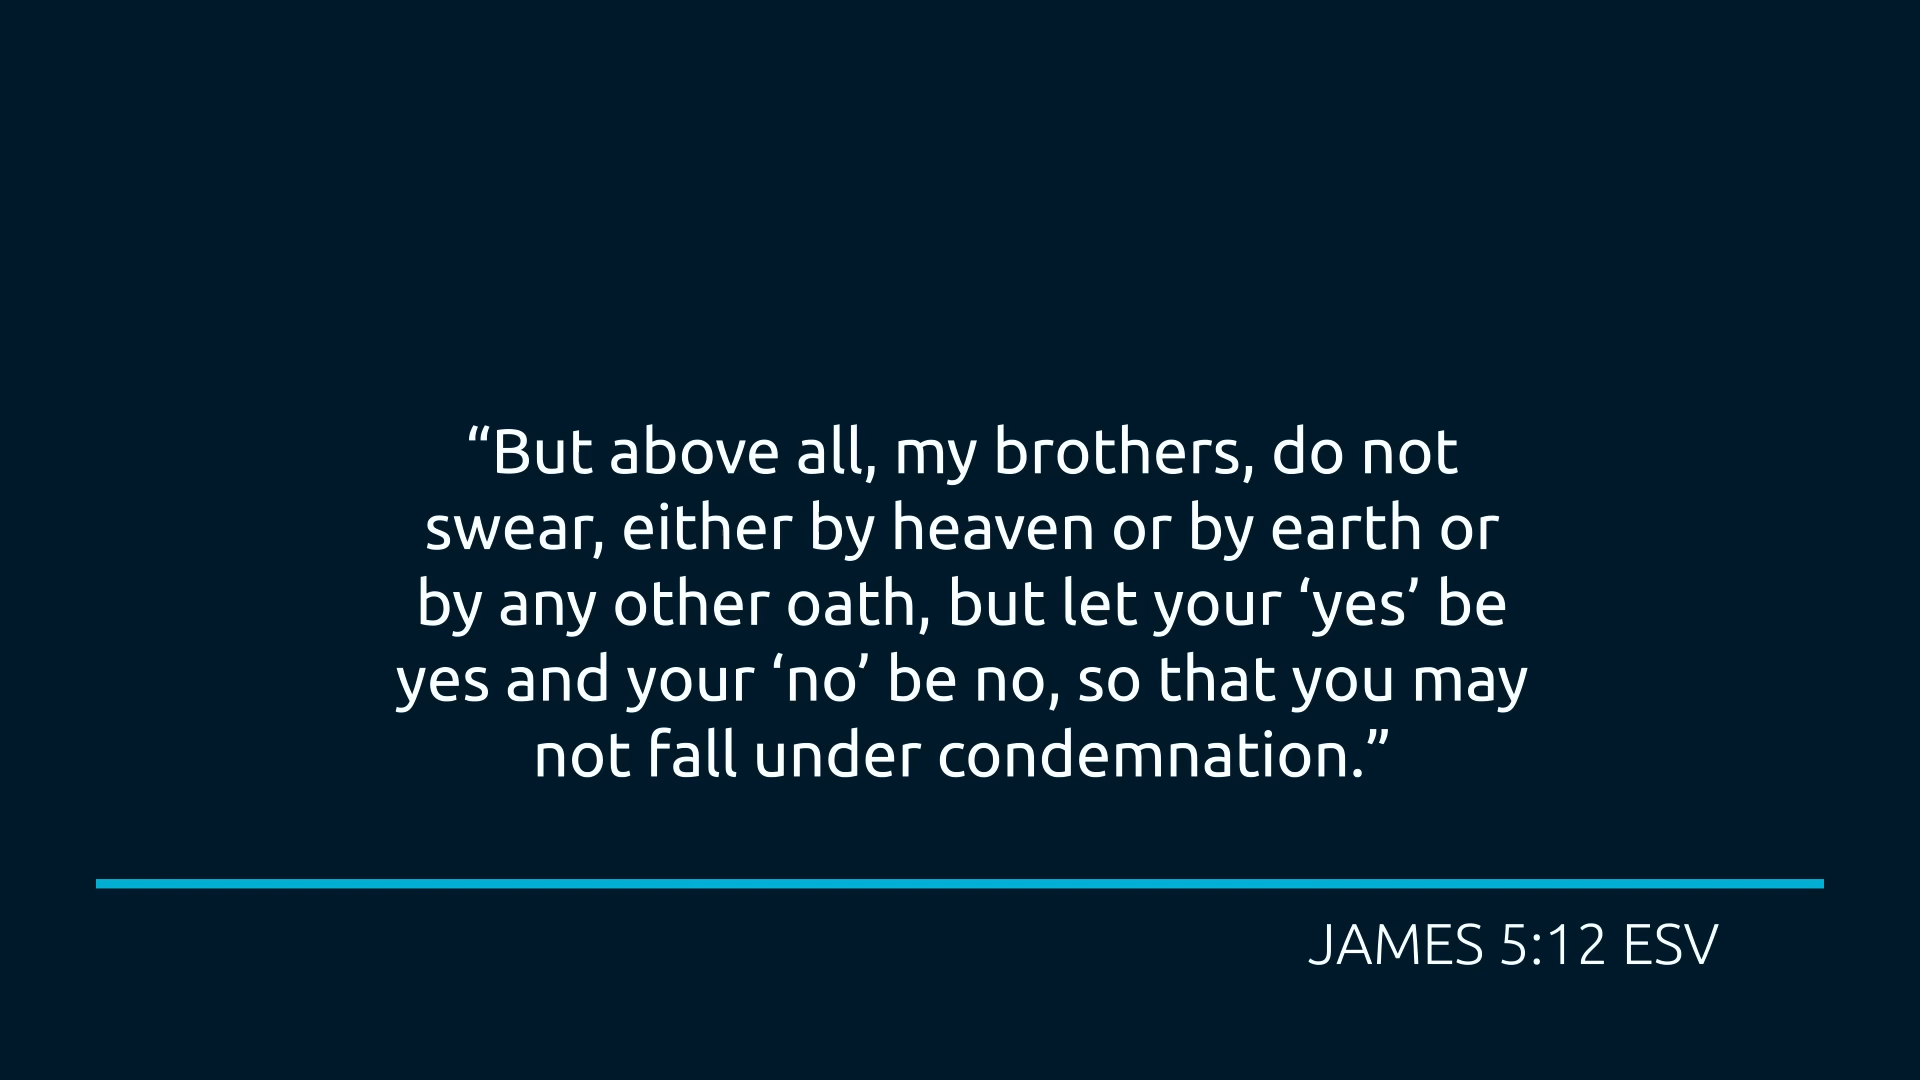 “But above all, my brothers, do not
swear, either by heaven or by earth or
by any other oath, but let your ‘yes’ be
yes and your ‘no’ be no, so that you may
not fall under condemnation.”
JAMES 5:12 ESV